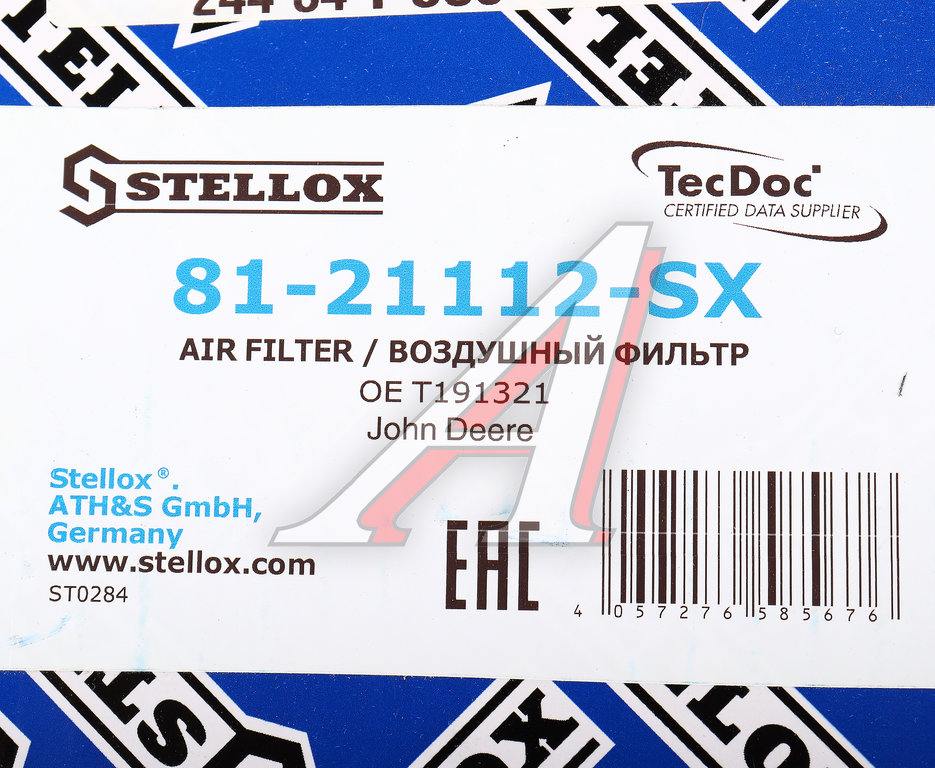 STELLOX
TecDoc
CERTIFIED DATA SUPPLIER
81-21112-SX
AIR FILTER / ВОЗДУШНЫЙ ФИЛЬТР
OE T191321
John Deere
Stellox®.
ATH&S GmbH,
Germany
www.stellox.com
ST0284
EAC
4 057276 585676